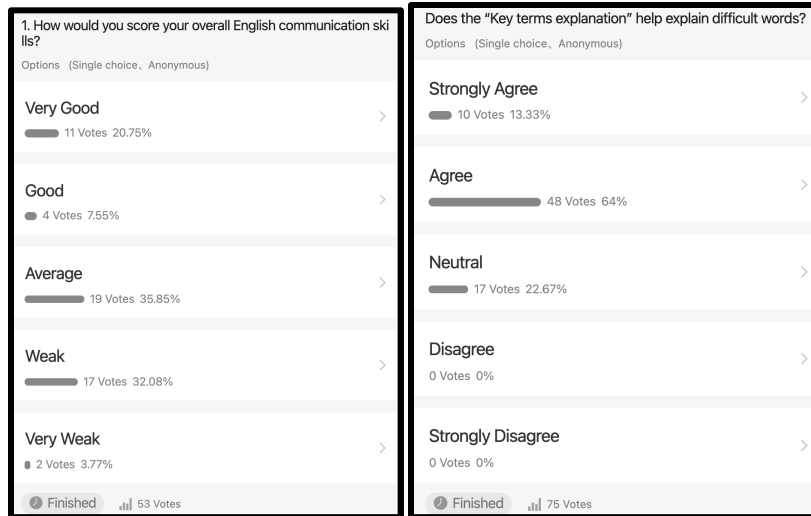 1. How would you score your overall English communication ski
lls?
Options (Single choice、Anonymous)
Very Good
11 Votes 20.75%
Good
4 Votes 7.55%
Average
19 Votes 35.85%
Weak
17 Votes 32.08%
Very Weak
2 Votes 3.77%
Finished 53 Votes
Does the “Key terms explanation” help explain difficult words?
Options (Single choice、Anonymous)
Strongly Agree
10 Votes 13.33%
Agree
48 Votes 64%
Neutral
17 Votes 22.67%
Disagree
0 Votes 0%
Strongly Disagree
0 Votes 0%
Finished 75 Votes